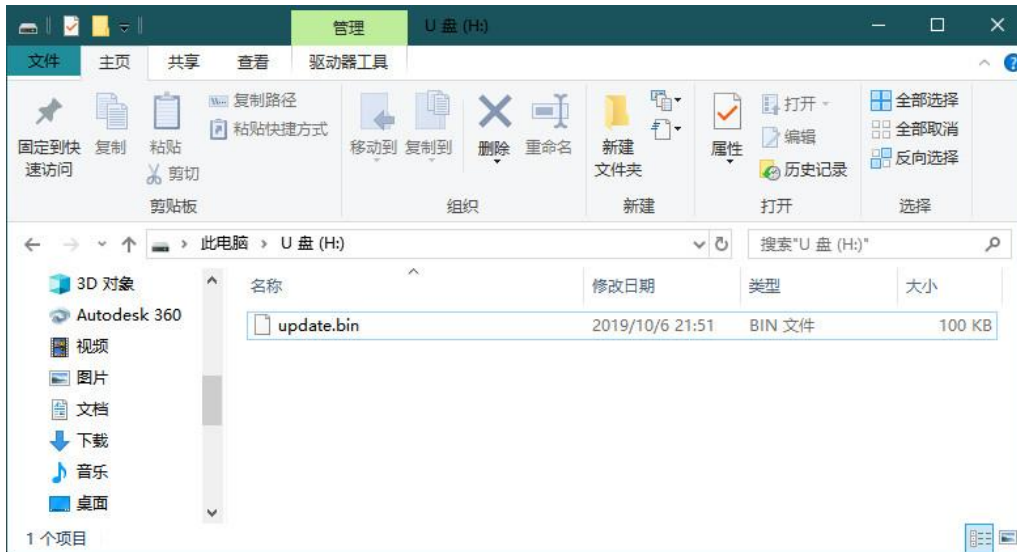 管理 U 盘 (H:)
文件 主页 共享 查看 驱动器工具
固定到快速访问 复制 粘贴 复制路径 粘贴快捷方式 剪切 移动到 复制到 删除 重命名 新建文件夹 属性 打开 编辑 历史记录 全部选择 全部取消 反向选择
剪贴板 组织 新建 打开 选择
此电脑 › U 盘 (H:) 搜索"U 盘 (H:)"
名称 修改日期 类型 大小
update.bin 2019/10/6 21:51 BIN 文件 100 KB
3D 对象
Autodesk 360
视频
图片
文档
下载
音乐
桌面
1 个项目